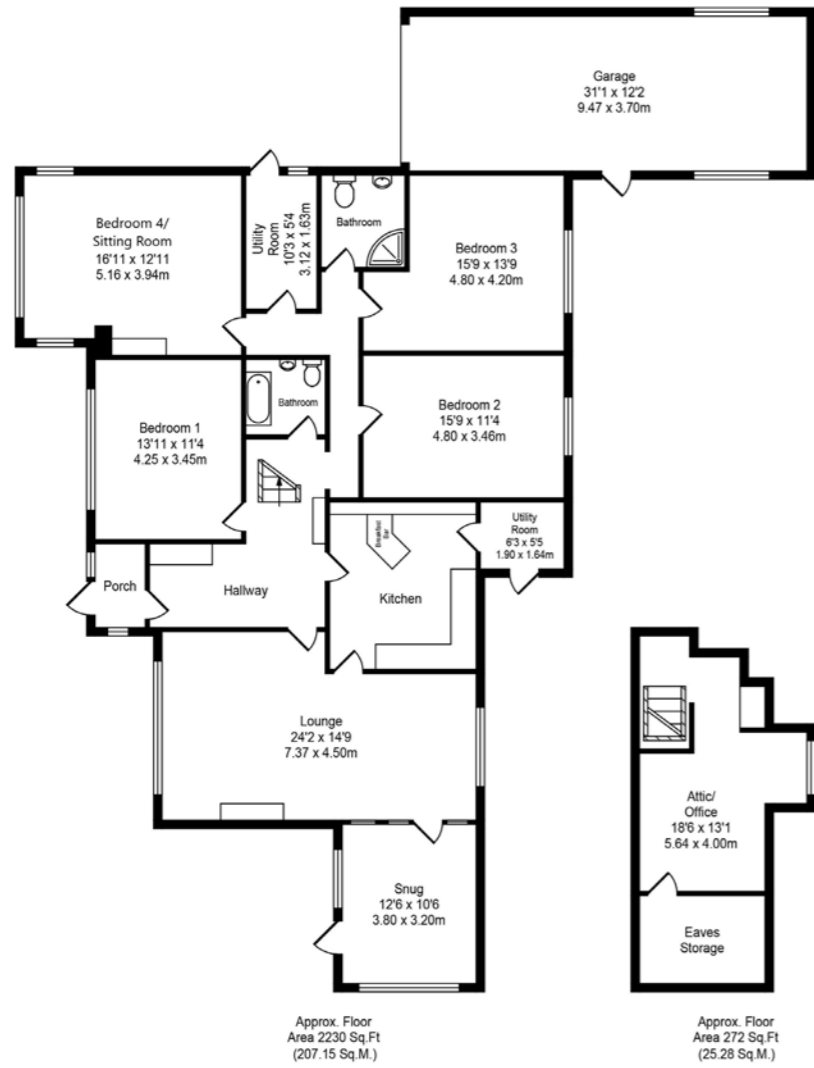 Garage
31'1 x 12'2
9.47 x 3.70m
Bedroom 4/
Sitting Room
16'11 x 12'11
5.16 x 3.94m
Utility
Room
10'3 x 5'4
3.12 x 1.63m
Bathroom
Bedroom 3
15'9 x 13'9
4.80 x 4.20m
Bedroom 1
13'11 x 11'4
4.25 x 3.45m
Bathroom
Bedroom 2
15'9 x 11'4
4.80 x 3.46m
Breakfast
Bar
Utility
Room
6'3 x 5'5
1.90 x 1.64m
Porch
Hallway
Kitchen
Lounge
24'2 x 14'9
7.37 x 4.50m
Snug
12'6 x 10'6
3.80 x 3.20m
Approx. Floor
Area 2230 Sq.Ft
(207.15 Sq.M.)
Attic/
Office
18'6 x 13'1
5.64 x 4.00m
Eaves
Storage
Approx. Floor
Area 272 Sq.Ft
(25.28 Sq.M.)